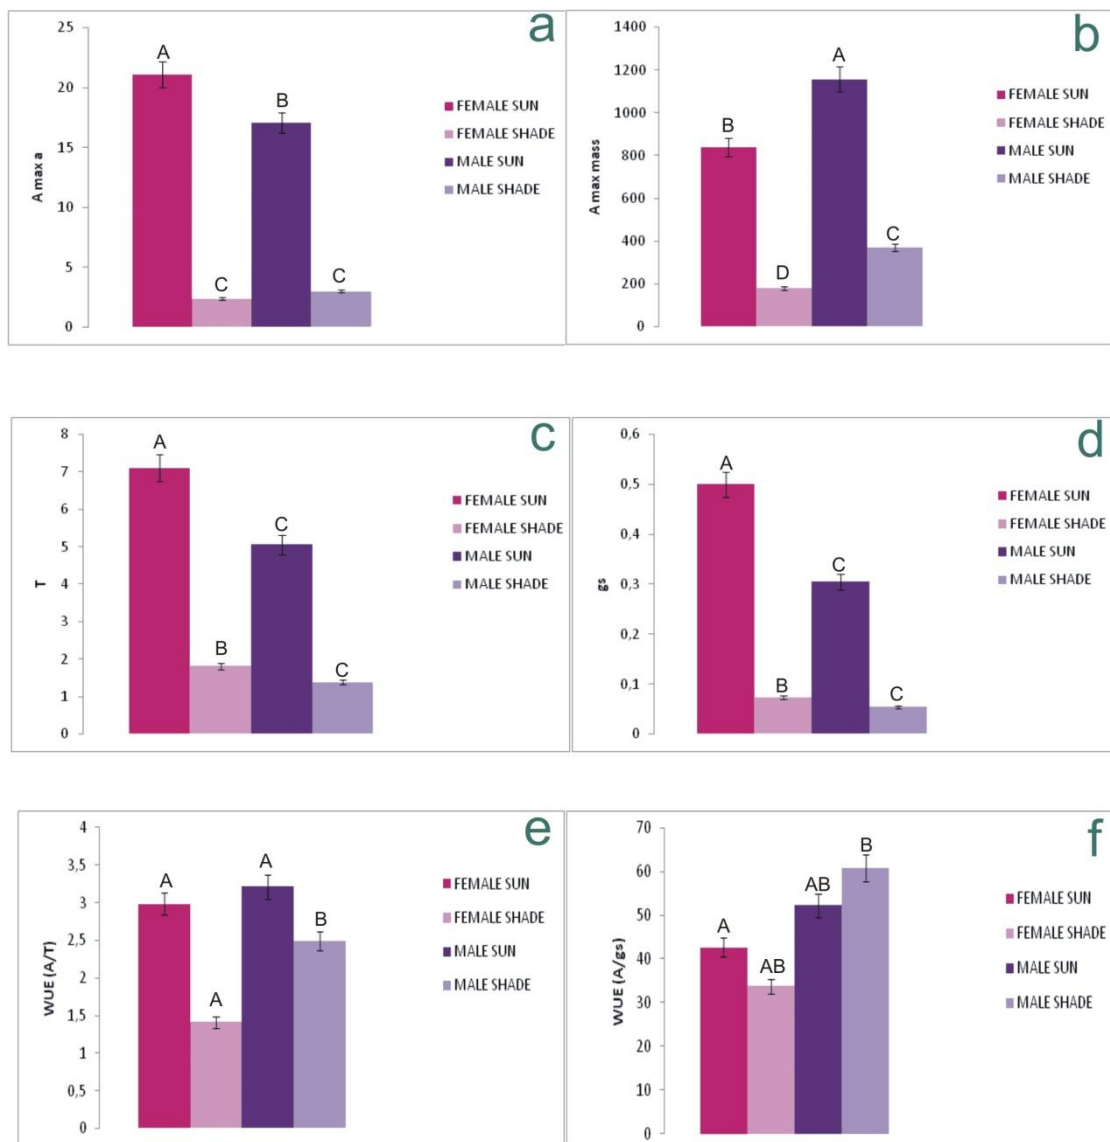 a
25
20
15
10
5
0
A max a
A
C
B
C
FEMALE SUN
FEMALE SHADE
MALE SUN
MALE SHADE
b
1400
1200
1000
800
600
400
200
0
A max mass
B
D
A
C
FEMALE SUN
FEMALE SHADE
MALE SUN
MALE SHADE
c
8
7
6
5
4
3
2
1
0
T
A
B
C
C
FEMALE SUN
FEMALE SHADE
MALE SUN
MALE SHADE
d
0,6
0,5
0,4
0,3
0,2
0,1
0
gs
A
B
C
C
FEMALE SUN
FEMALE SHADE
MALE SUN
MALE SHADE
e
4
3,5
3
2,5
2
1,5
1
0,5
0
WUE (A/T)
A
A
A
B
FEMALE SUN
FEMALE SHADE
MALE SUN
MALE SHADE
f
70
60
50
40
30
20
10
0
WUE (A/gs)
A
AB
AB
B
FEMALE SUN
FEMALE SHADE
MALE SUN
MALE SHADE